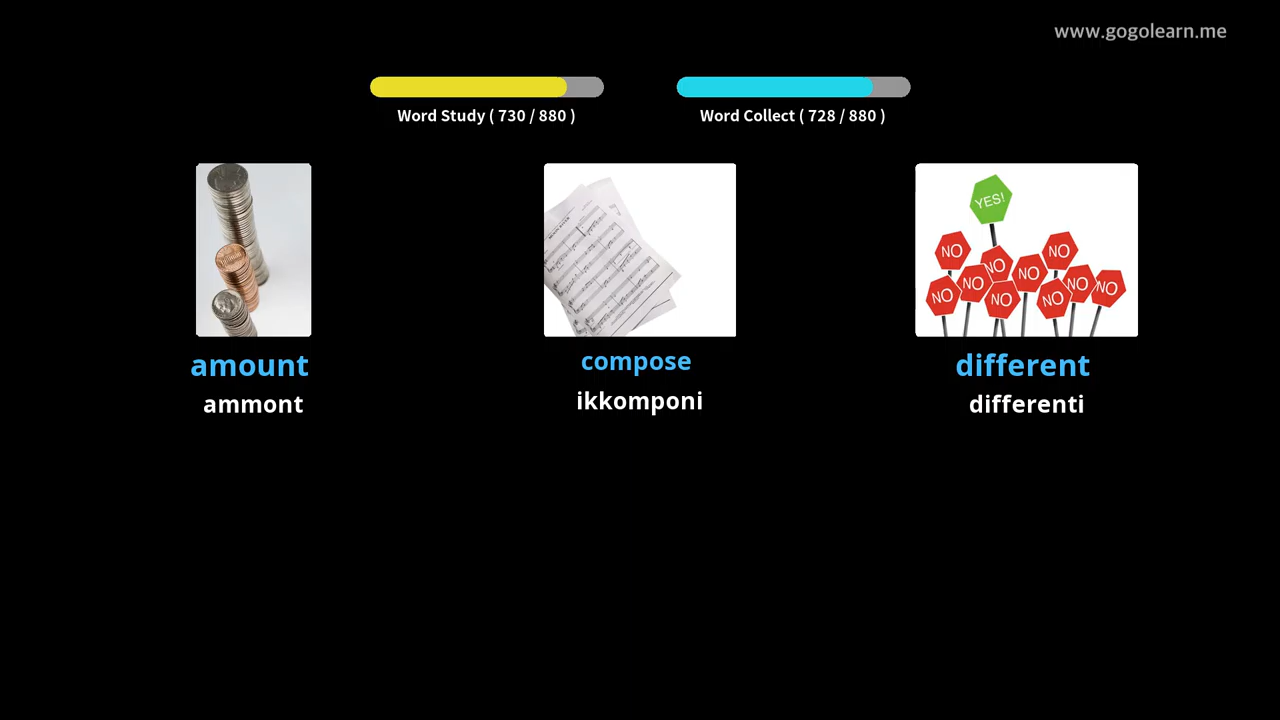 www.gogolearn.me
Word Study ( 730 / 880 )
Word Collect ( 728 / 880 )
YES!
NO
NO
NO
NO
NO
NO
NO
NO
NO
NO
amount
ammont
compose
ikkomponi
different
differenti